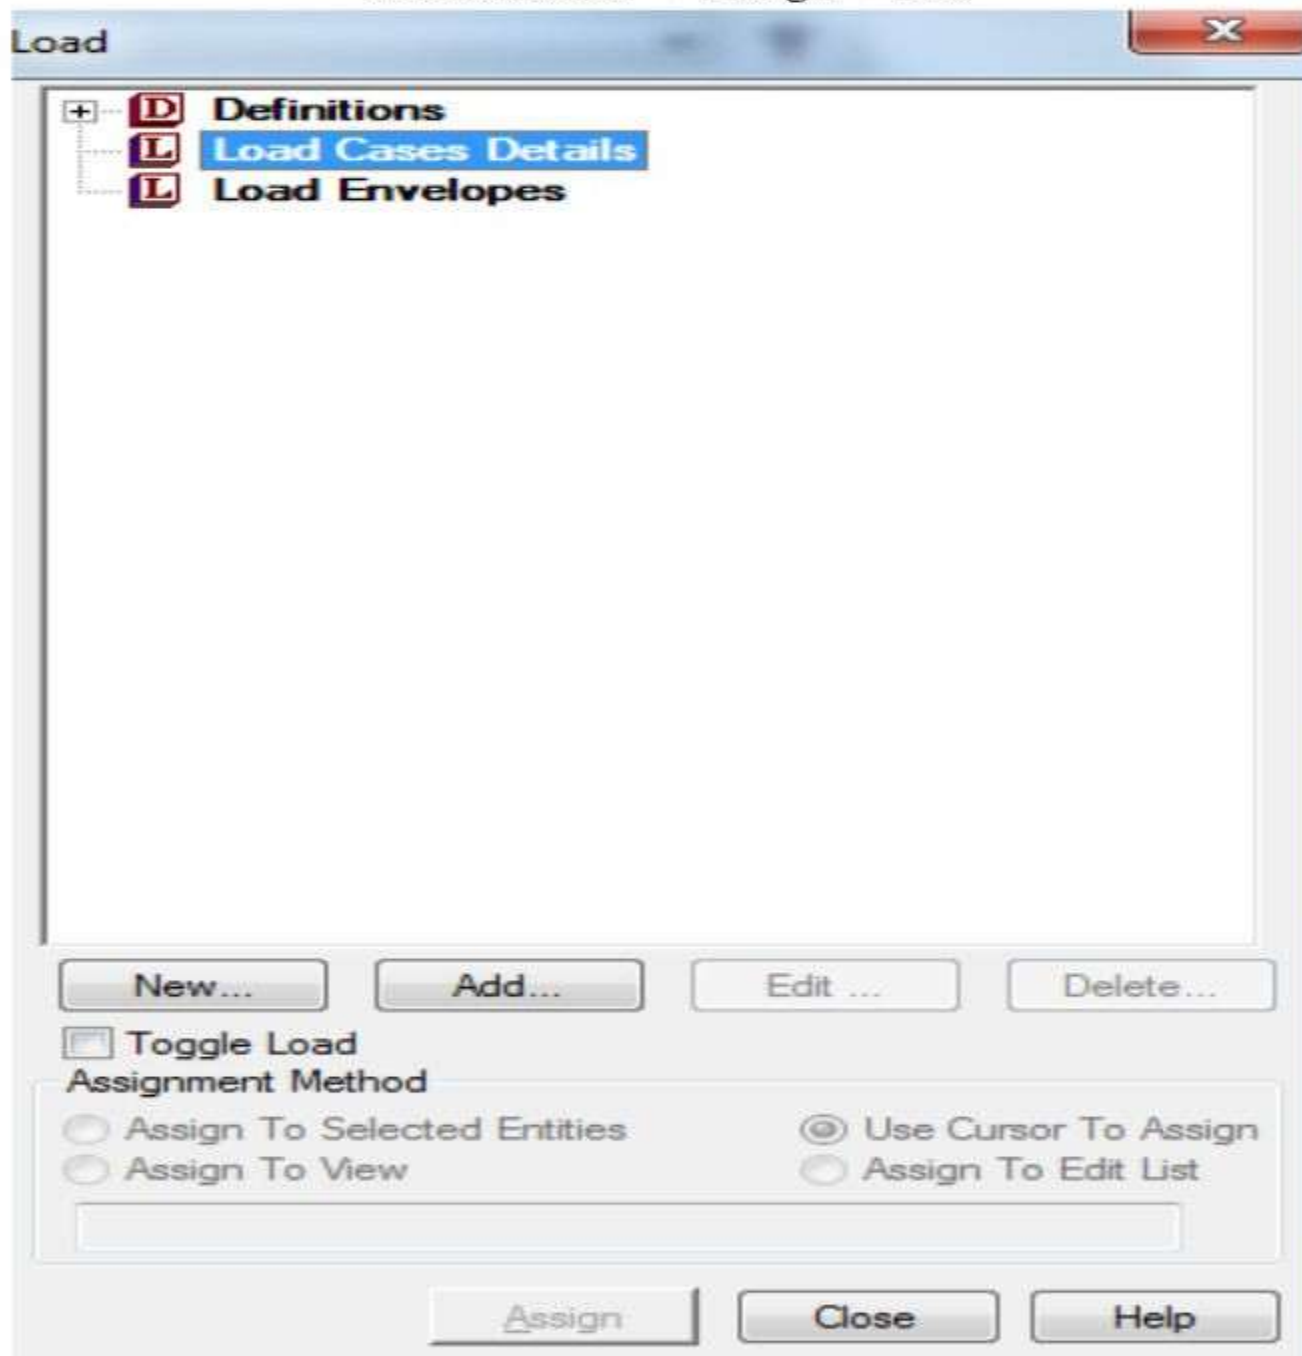 Load
D Definitions
L Load Cases Details
L Load Envelopes
New... Add... Edit ... Delete...
Toggle Load
Assignment Method
Assign To Selected Entities Use Cursor To Assign
Assign To View Assign To Edit List
Assign Close Help